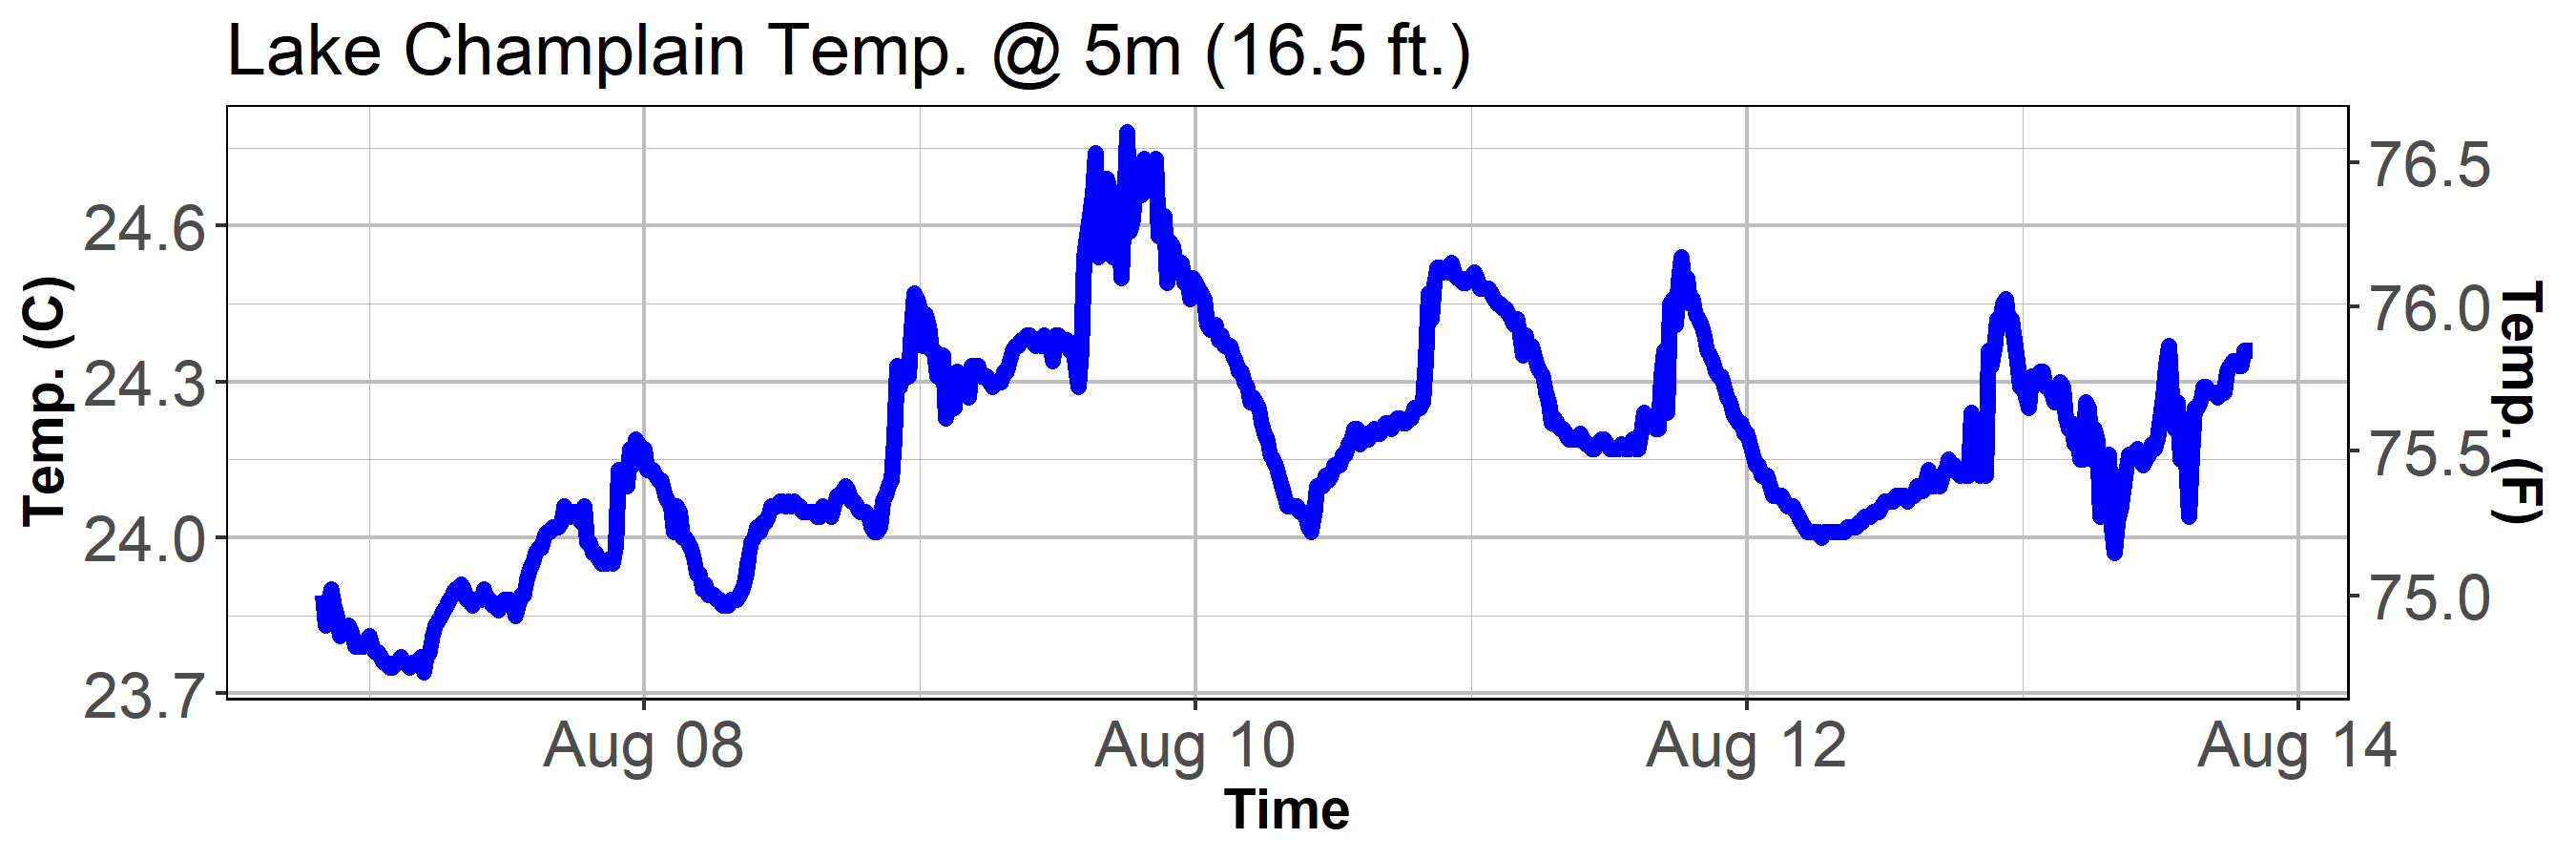 Lake Champlain Temp. @ 5m (16.5 ft.)
Temp. (C)
24.6
24.3
24.0
23.7
76.5
76.0
75.5
75.0
Temp. (F)
Aug 08 Aug 10 Aug 12 Aug 14
Time